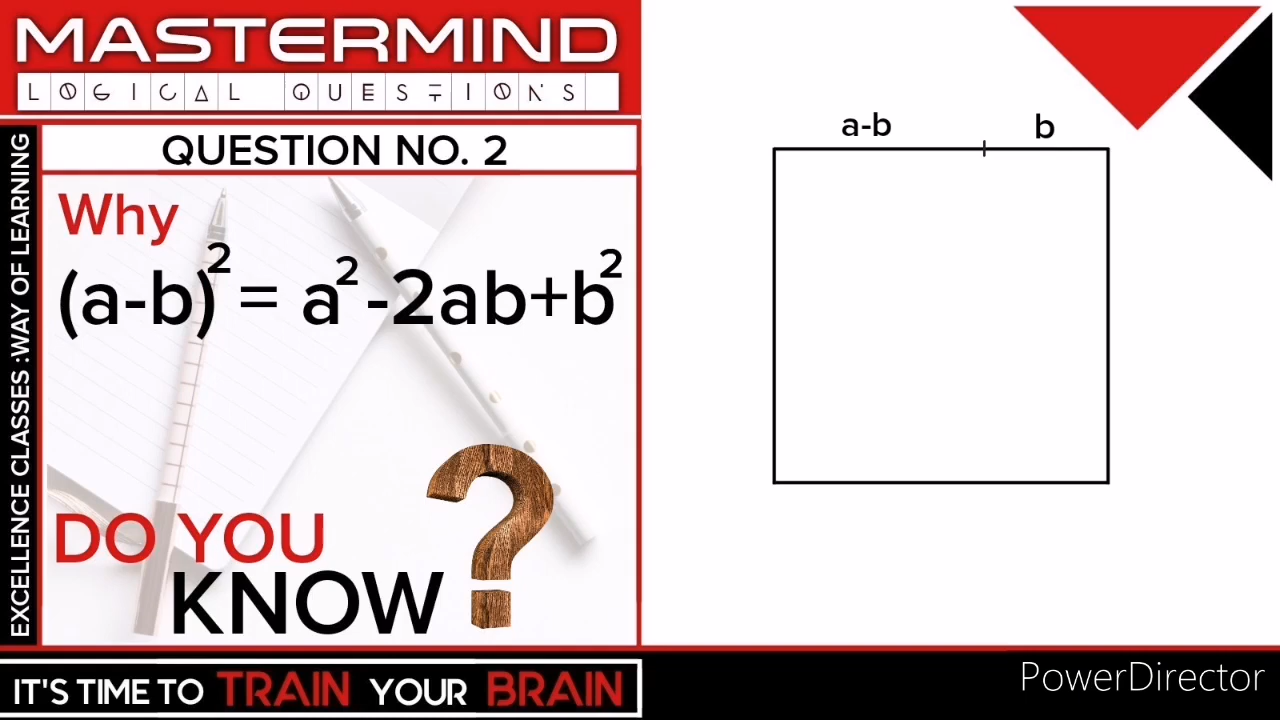 MASTERMIND
LOGICAL QUESTIONS
EXCELLENCE CLASSES :WAY OF LEARNING
QUESTION NO. 2
Why
(a-b)² = a²-2ab+b²
DO YOU
KNOW?
IT'S TIME TO TRAIN YOUR BRAIN
a-b b
PowerDirector